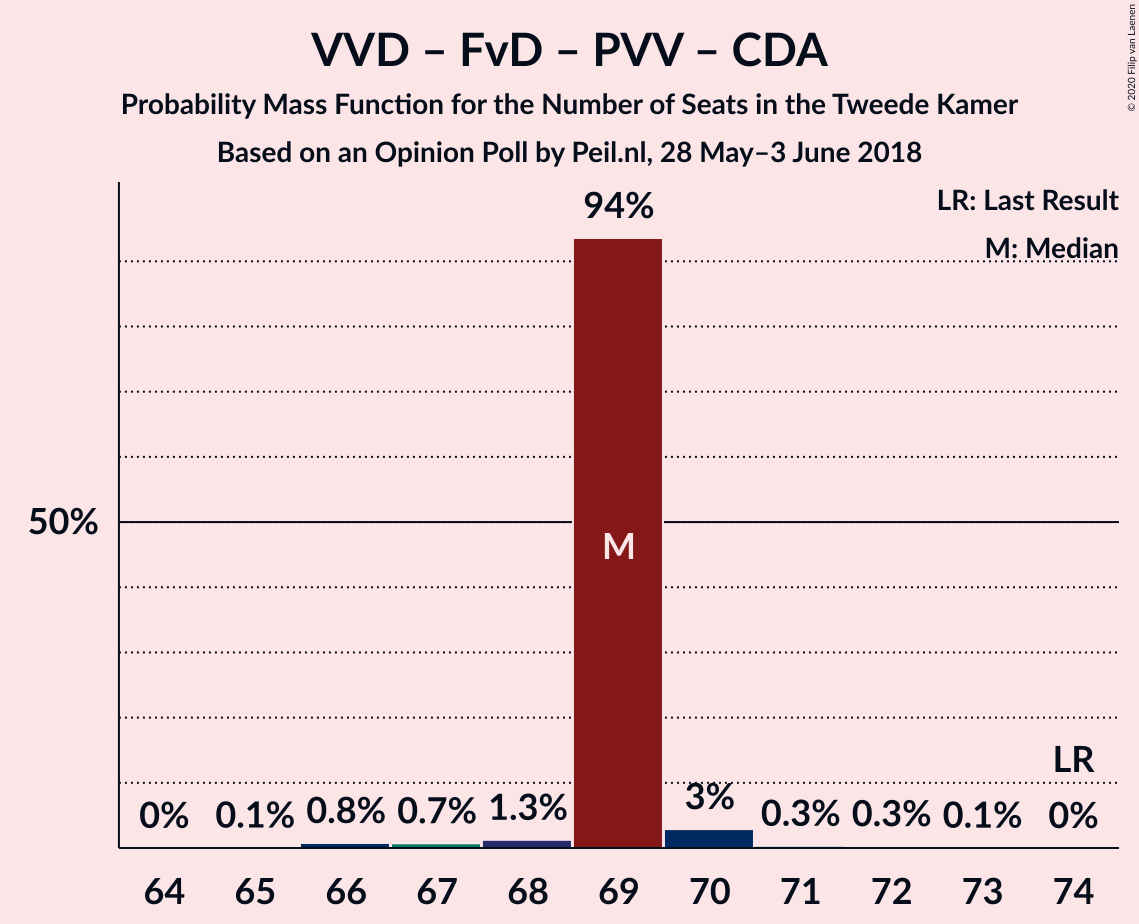 VVD – FvD – PVV – CDA
Probability Mass Function for the Number of Seats in the Tweede Kamer
Based on an Opinion Poll by Peil.nl, 28 May–3 June 2018
© 2020 Filip van Laenen
LR: Last Result
M: Median
94%
50%
M
LR
0% 0.1% 0.8% 0.7% 1.3% 3% 0.3% 0.3% 0.1% 0%
64 65 66 67 68 69 70 71 72 73 74